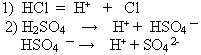 1) HCl = H⁺ + Cl
2) H₂SO₄ → H⁺ + HSO₄⁻
HSO₄⁻ → H⁺ + SO₄²⁻